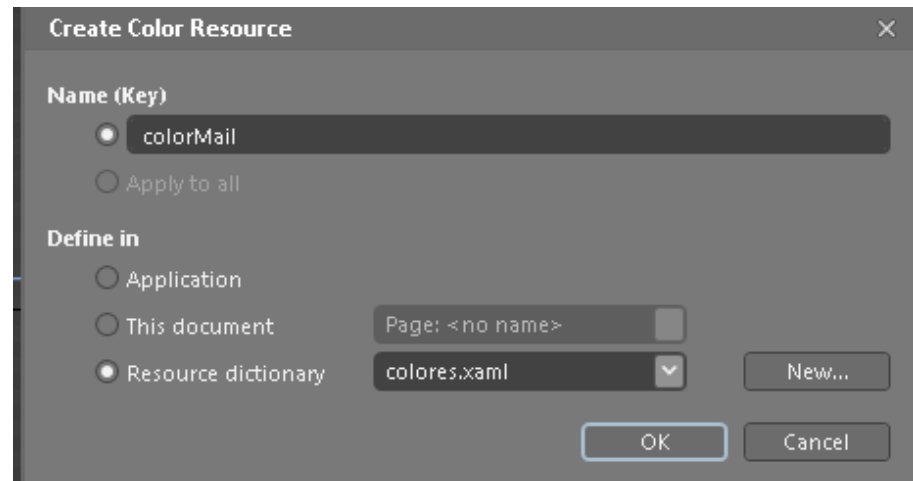 Create Color Resource
Name (Key)
colorMail
Apply to all
Define in
Application
This document Page: <no name>
Resource dictionary colores.xaml New...
OK Cancel